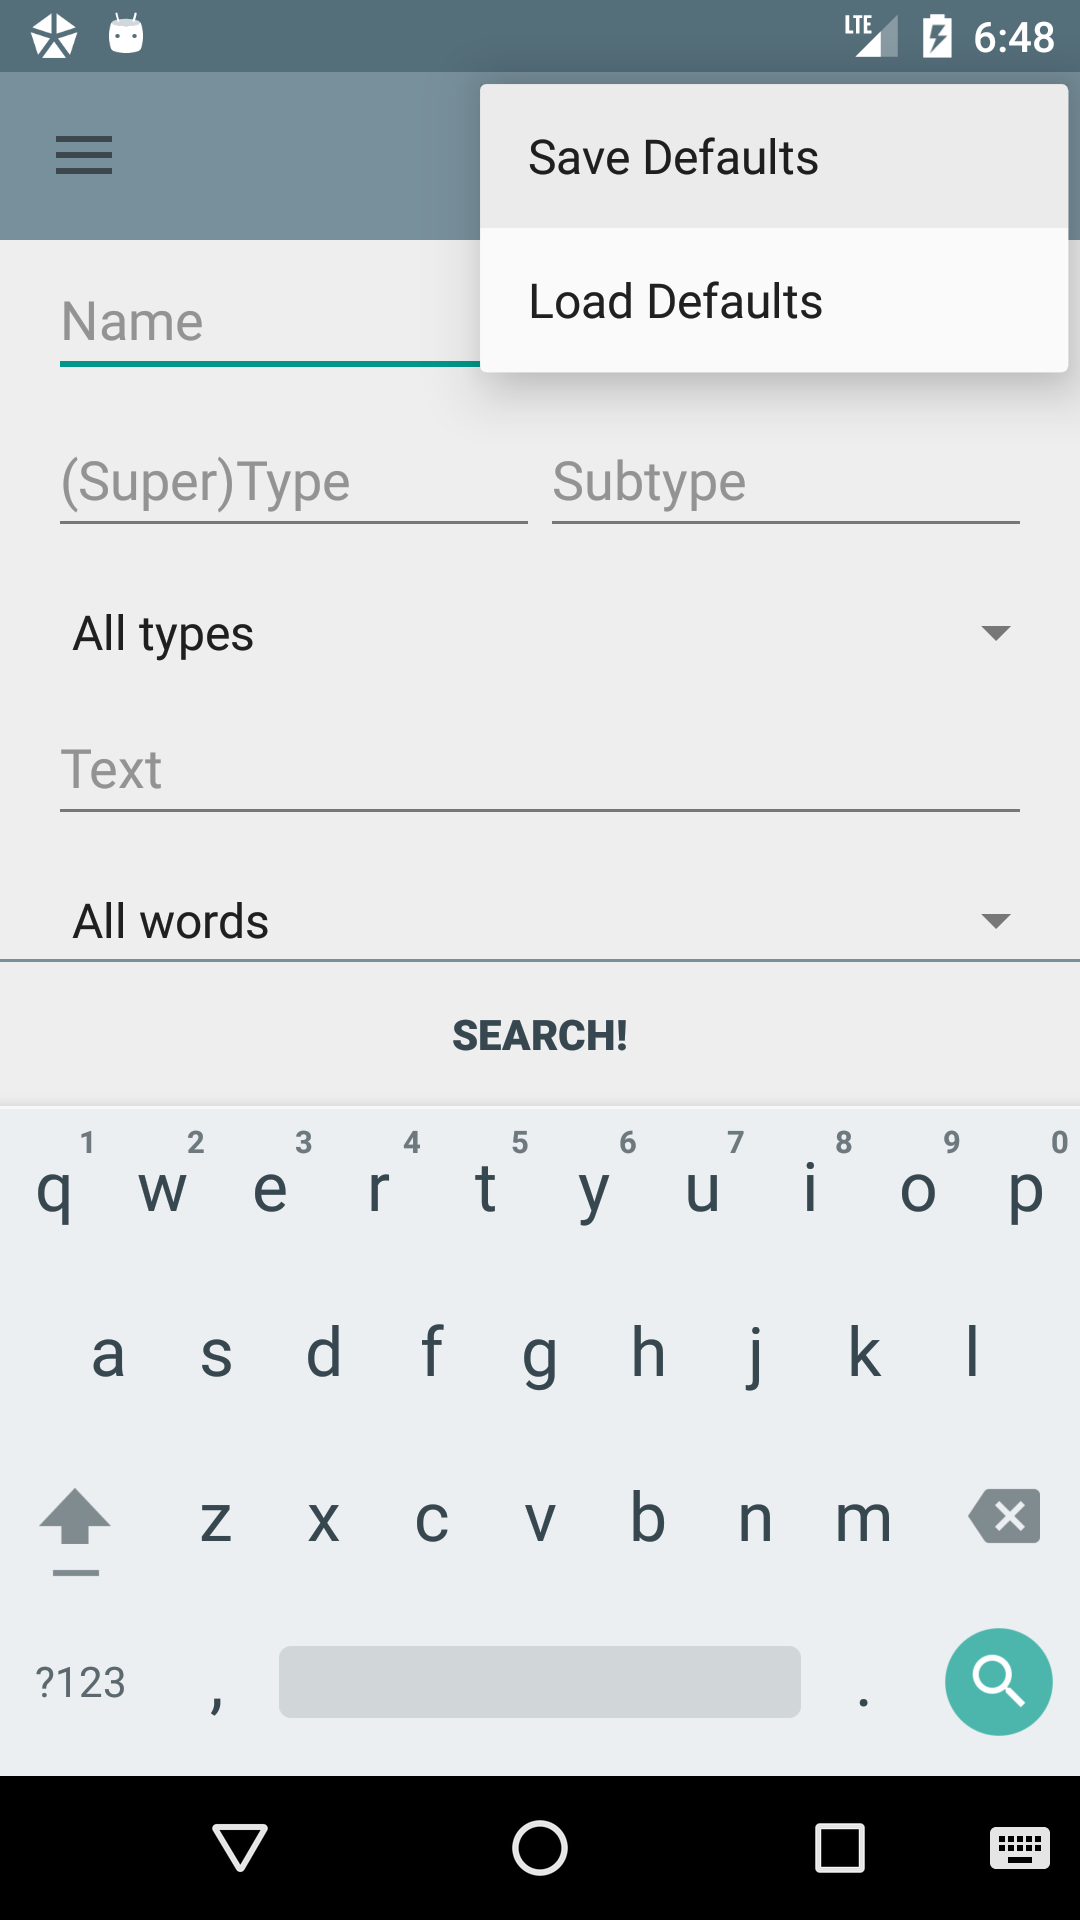 LTE 6:48
Save Defaults
Load Defaults
Name
(Super)Type Subtype
All types
Text
All words
SEARCH!
1 2 3 4 5 6 7 8 9 0
q w e r t y u i o p
a s d f g h j k l
z x c v b n m
?123 , .